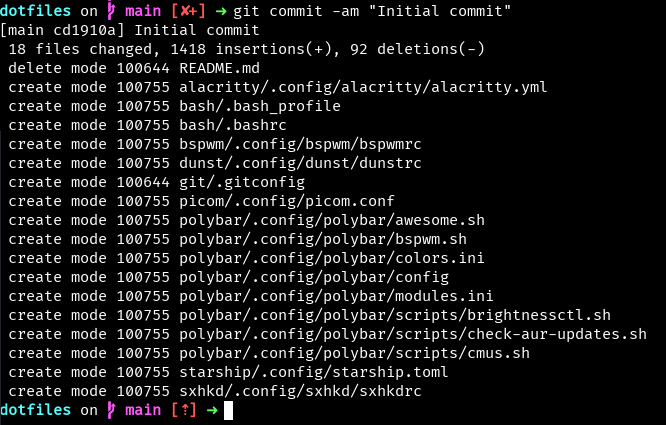 dotfiles on  main [✘+] ➜ git commit -am "Initial commit"
[main cd1910a] Initial commit
18 files changed, 1418 insertions(+), 92 deletions(-)
delete mode 100644 README.md
create mode 100755 alacritty/.config/alacritty/alacritty.yml
create mode 100755 bash/.bash_profile
create mode 100755 bash/.bashrc
create mode 100755 bspwm/.config/bspwm/bspwmrc
create mode 100755 dunst/.config/dunst/dunstrc
create mode 100644 git/.gitconfig
create mode 100755 picom/.config/picom.conf
create mode 100755 polybar/.config/polybar/awesome.sh
create mode 100755 polybar/.config/polybar/bspwm.sh
create mode 100755 polybar/.config/polybar/colors.ini
create mode 100755 polybar/.config/polybar/config
create mode 100755 polybar/.config/polybar/modules.ini
create mode 100755 polybar/.config/polybar/scripts/brightnessctl.sh
create mode 100755 polybar/.config/polybar/scripts/check-aur-updates.sh
create mode 100755 polybar/.config/polybar/scripts/cmus.sh
create mode 100755 starship/.config/starship.toml
create mode 100755 sxhkd/.config/sxhkd/sxhkdrc
dotfiles on  main [⇡] ➜